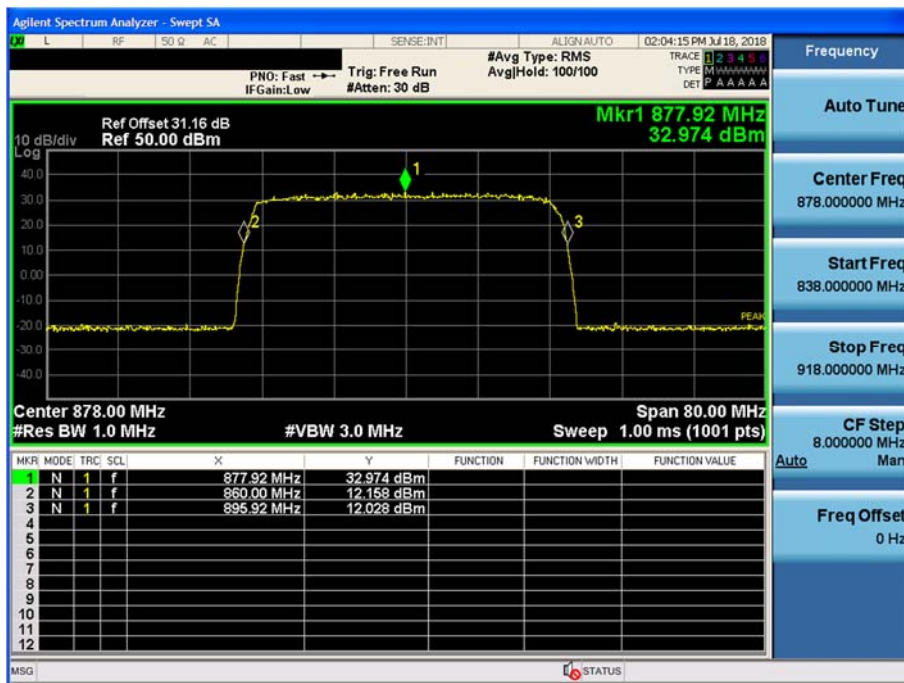 Agilent Spectrum Analyzer - Swept SA
L RF 50 Ω AC SENSE:INT ALIGN AUTO 02:04:15 PM Jul 18, 2018
PNO: Fast Trig: Free Run #Avg Type: RMS TRACE 1 2 3 4 5 6
IFGain:Low #Atten: 30 dB Avg|Hold: 100/100 TYPE M WWWWW
DET P A A A A A
Frequency
Mkr1 877.92 MHz
32.974 dBm
Ref Offset 31.16 dB
10 dB/div Ref 50.00 dBm
Log
40.0
30.0
20.0
10.0
0.00
-10.0
-20.0
-30.0
-40.0
1
2
3
PEAK
Center 878.00 MHz Span 80.00 MHz
#Res BW 1.0 MHz #VBW 3.0 MHz Sweep 1.00 ms (1001 pts)
MKR MODE TRC SCL X Y FUNCTION FUNCTION WIDTH FUNCTION VALUE
1 N 1 f 877.92 MHz 32.974 dBm
2 N 1 f 860.00 MHz 12.158 dBm
3 N 1 f 895.92 MHz 12.028 dBm
4
5
6
7
8
9
10
11
12
MSG STATUS
Auto Tune
Center Freq
878.000000 MHz
Start Freq
838.000000 MHz
Stop Freq
918.000000 MHz
CF Step
8.000000 MHz
Auto Man
Freq Offset
0 Hz